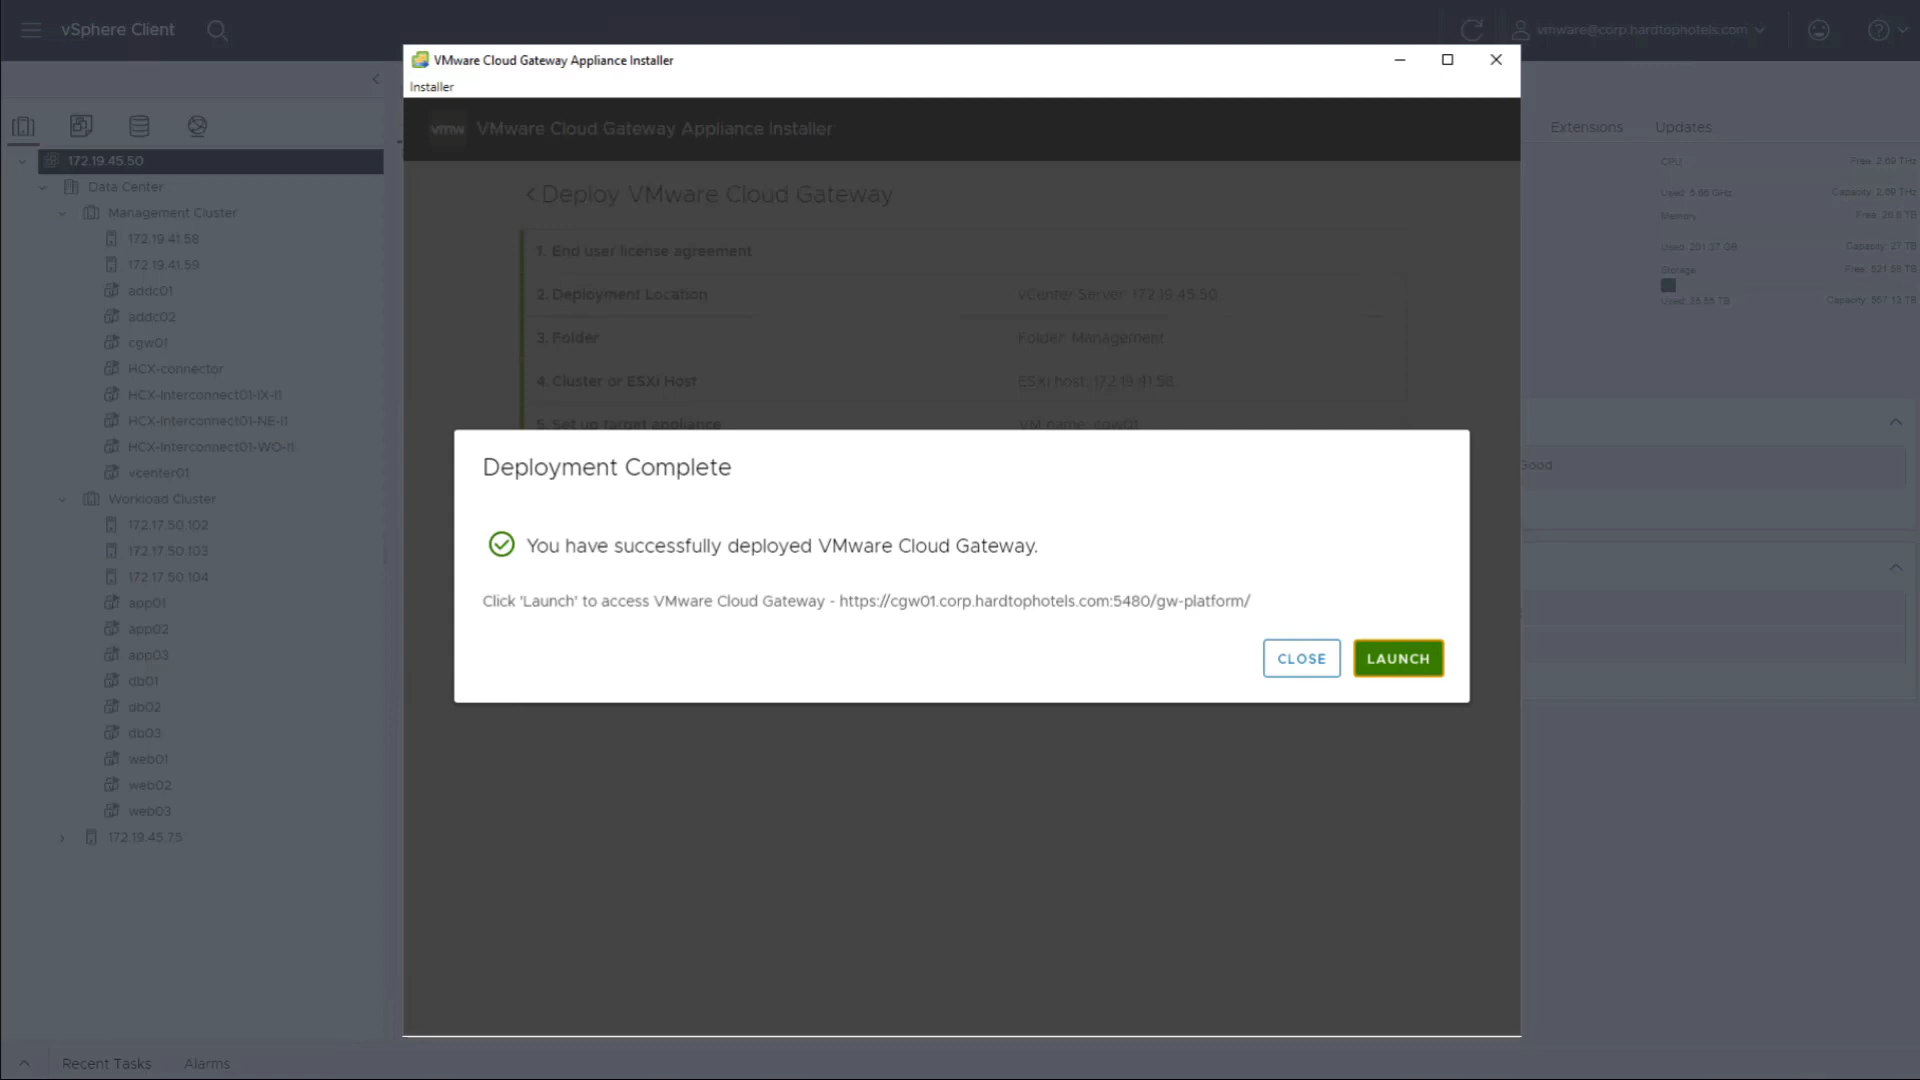 vSphere Client
vmware@corp.hardtophotels.com
VMware Cloud Gateway Appliance Installer
Installer
vmw VMware Cloud Gateway Appliance Installer
Extensions
Updates
172.19.45.50
Data Center
Management Cluster
172.19.41.58
172.19.41.59
addc01
addc02
cgw01
HCX-connector
HCX-Interconnect01-IX-I1
HCX-Interconnect01-NE-I1
HCX-Interconnect01-WO-I1
vcenter01
Workload Cluster
172.17.50.102
172.17.50.103
172.17.50.104
app01
app02
app03
db01
db02
db03
web01
web02
web03
172.19.45.75
Deploy VMware Cloud Gateway
1. End user license agreement
2. Deployment Location
vCenter Server: 172.19.45.50
3. Folder
Folder: Management
4. Cluster or ESXi Host
ESXi host: 172.19.41.58
5. Set up target appliance
VM name: cgw01
Deployment Complete
You have successfully deployed VMware Cloud Gateway.
Click 'Launch' to access VMware Cloud Gateway - https://cgw01.corp.hardtophotels.com:5480/gw-platform/
CLOSE
LAUNCH
CPU
Free: 2.69 THz
Used: 5.65 GHz
Capacity: 2.69 THz
Memory
Free: 26.8 TB
Used: 201.37 GB
Capacity: 27 TB
Storage
Free: 521.58 TB
Used: 35.55 TB
Capacity: 557.13 TB
Good
Recent Tasks
Alarms